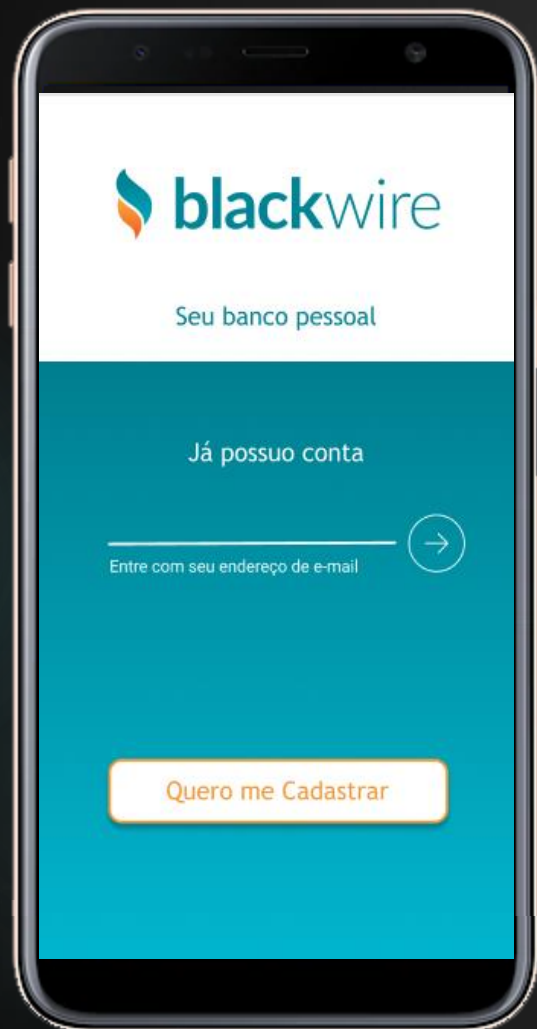 blackwire
Seu banco pessoal
Já possuo conta
Entre com seu endereço de e-mail
Quero me Cadastrar